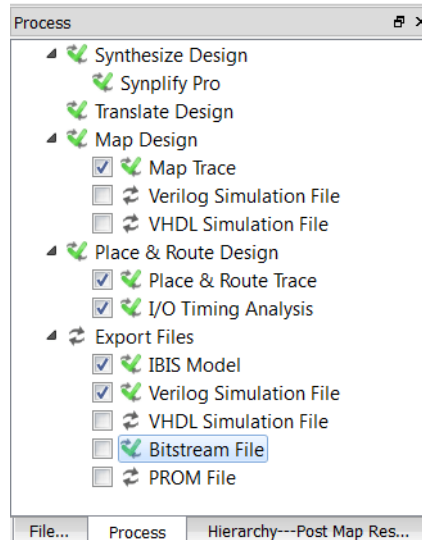 Process
Synthesize Design
Synplify Pro
Translate Design
Map Design
Map Trace
Verilog Simulation File
VHDL Simulation File
Place & Route Design
Place & Route Trace
I/O Timing Analysis
Export Files
IBIS Model
Verilog Simulation File
VHDL Simulation File
Bitstream File
PROM File
File... Process Hierarchy---Post Map Res...